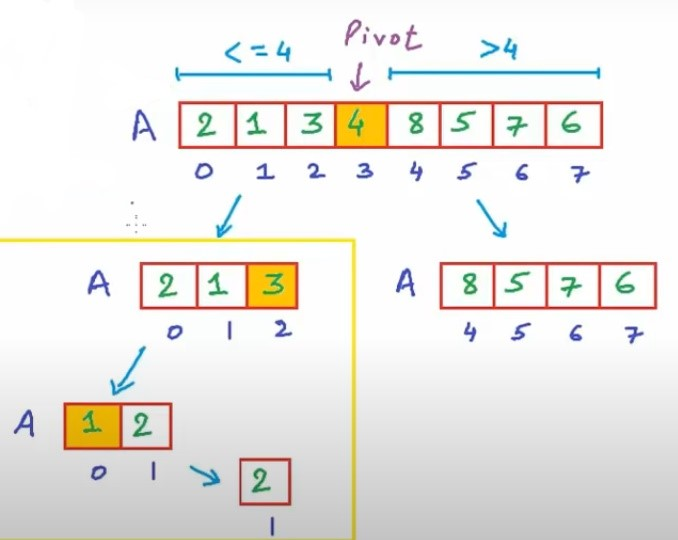 Pivot
<=4 >4
A 2 1 3 4 8 5 7 6
0 1 2 3 4 5 6 7
A 2 1 3 A 8 5 7 6
0 1 2 4 5 6 7
A 1 2
0 1 2
1